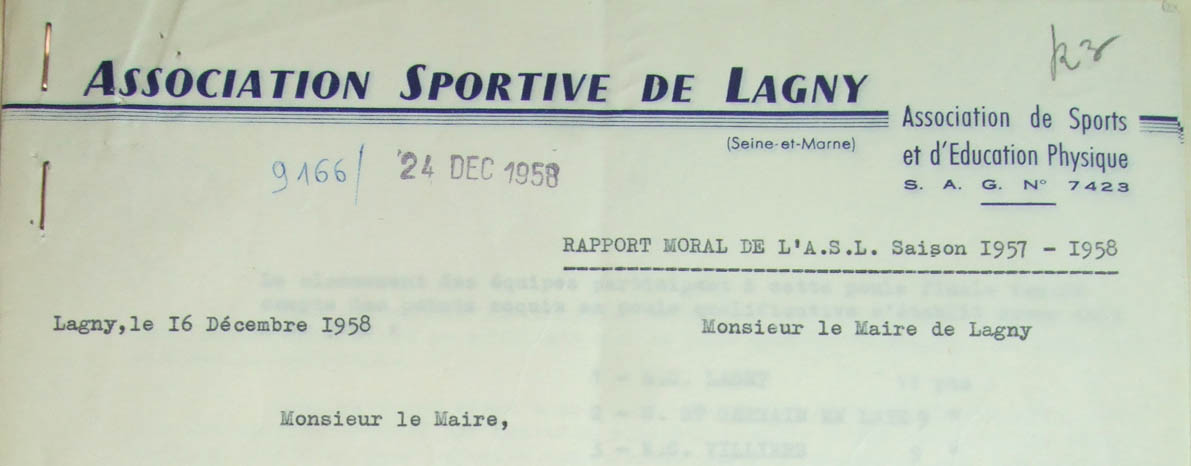 ASSOCIATION SPORTIVE DE LAGNY
(Seine-et-Marne)
Association de Sports
et d'Education Physique
S. A. G. N° 7423
9166/
24 DEC 1958
RAPPORT MORAL DE L'A.S.L. Saison I957 - I958
Lagny,le I6 Décembre I958
Monsieur le Maire de Lagny
Monsieur le Maire,